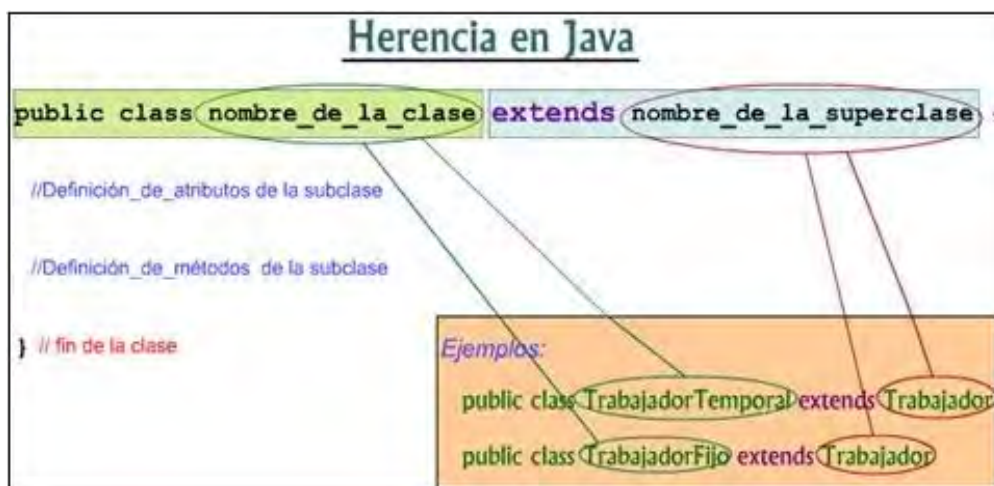 Herencia en Java
public class nombre_de_la_clase extends nombre_de_la_superclase
//Definición_de_atributos de la subclase
//Definición_de_métodos de la subclase
} // fin de la clase
Ejemplos:
public class TrabajadorTemporal extends Trabajador
public class TrabajadorFijo extends Trabajador